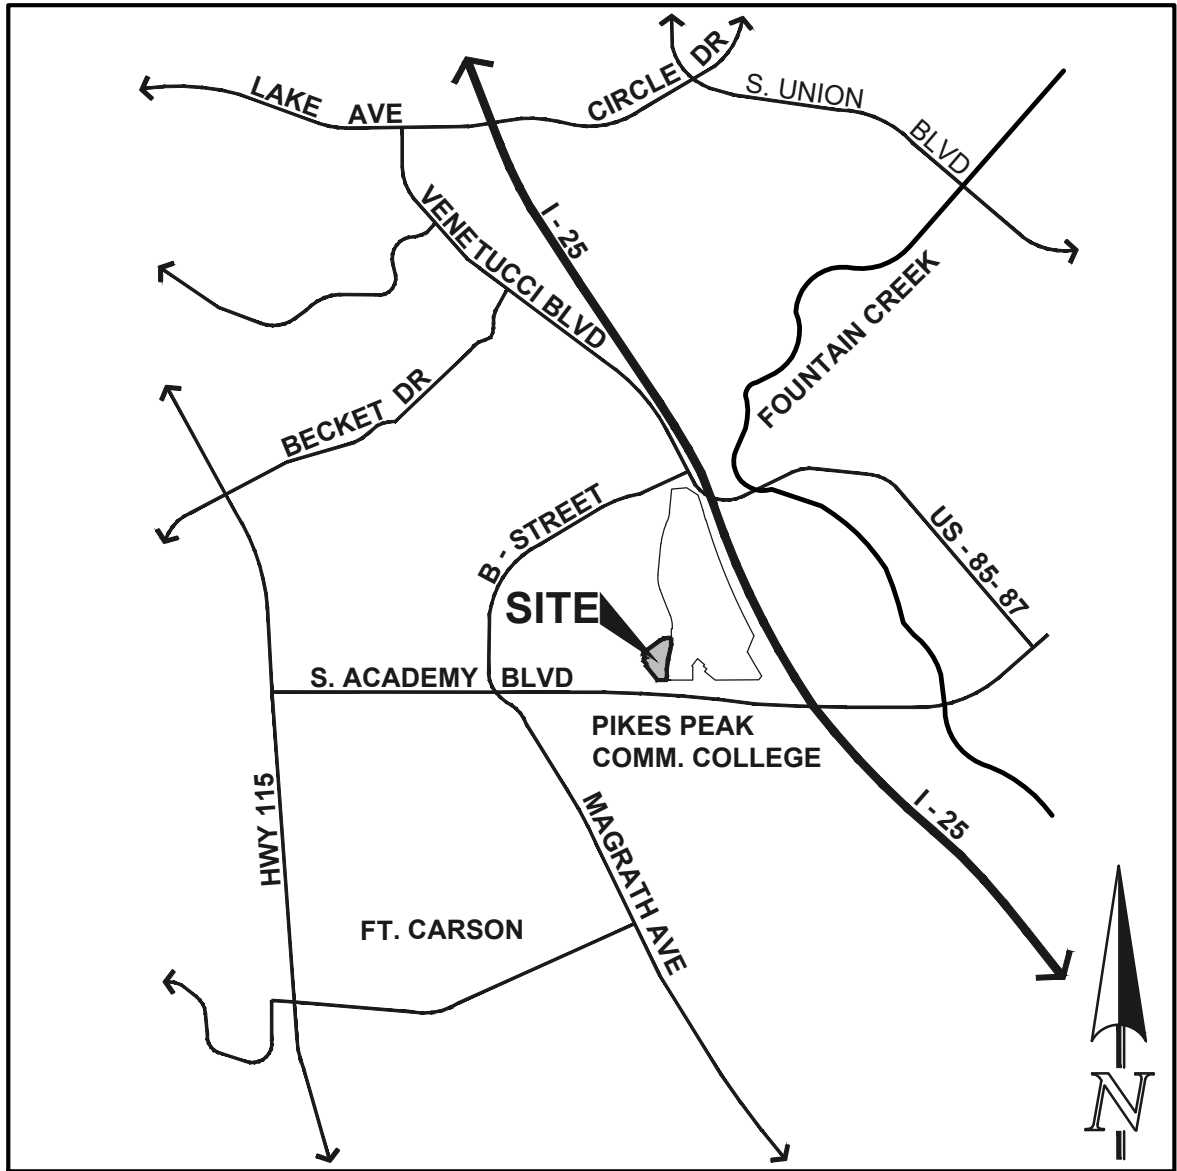 LAKE AVE
CIRCLE DR
S. UNION BLVD
I - 25
VENETUCCI BLVD
FOUNTAIN CREEK
BECKET DR
B - STREET
US - 85- 87
SITE
S. ACADEMY BLVD
PIKES PEAK
COMM. COLLEGE
HWY 115
MAGRATH AVE
I - 25
FT. CARSON
N